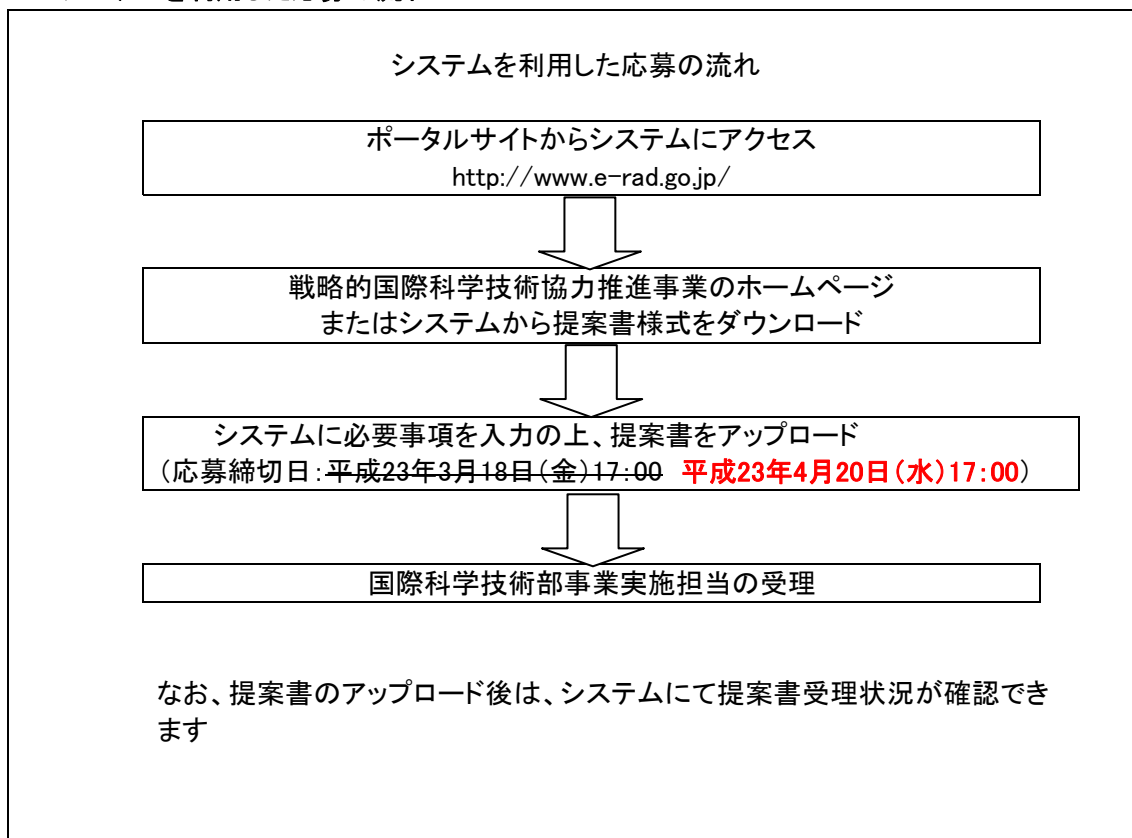 システムを利用した応募の流れ
ポータルサイトからシステムにアクセス
http://www.e-rad.go.jp/
戦略的国際科学技術協力推進事業のホームページ
またはシステムから提案書様式をダウンロード
システムに必要事項を入力の上、提案書をアップロード
(応募締切日:平成23年3月18日(金)17:00 平成23年4月20日(水)17:00)
国際科学技術部事業実施担当の受理
なお、提案書のアップロード後は、システムにて提案書受理状況が確認でき
ます